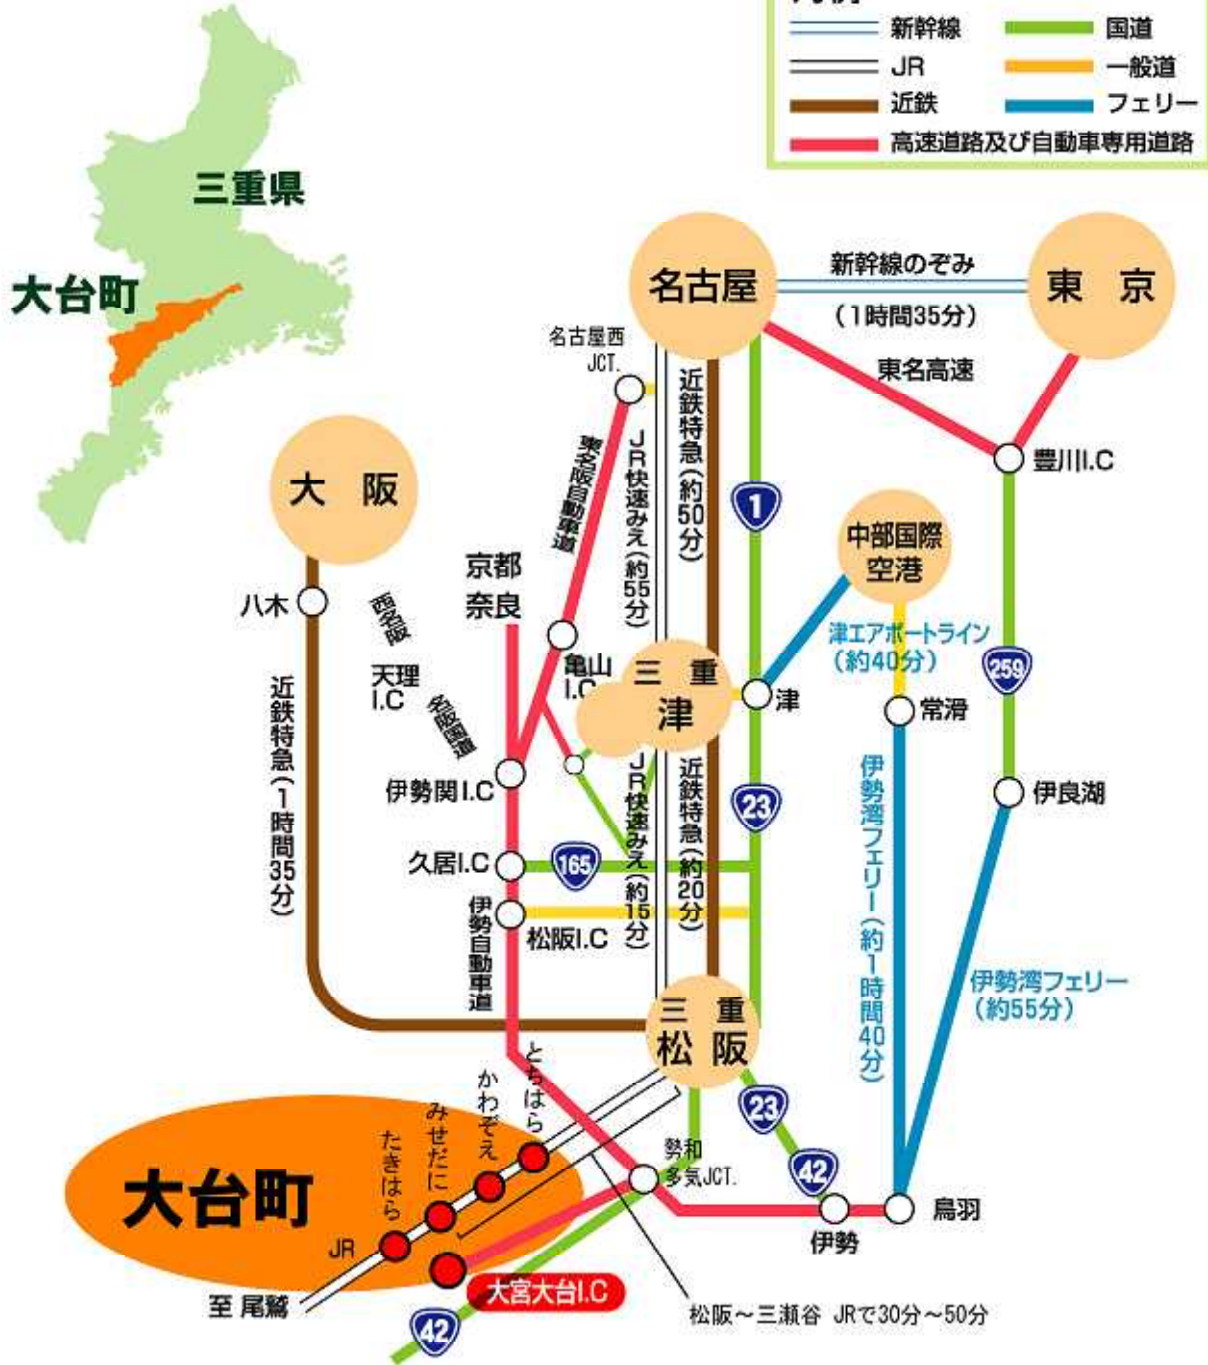 新幹線
国道
JR
一般道
近鉄
フェリー
高速道路及び自動車専用道路
三重県
大台町
名古屋
新幹線のぞみ
(1時間35分)
東 京
名古屋西
JCT.
東名高速
近鉄特急(約50分)
JR快速みえ(約55分)
東名阪自動車道
豊川I.C
大 阪
1
中部国際
空港
京都
奈良
八木
西名阪
天理
I.C
名阪国道
亀山
I.C
三 重
津
津
津エアポートライン
(約40分)
259
常滑
近鉄特急(1時間35分)
伊勢関I.C
JR快速みえ(約15分)
近鉄特急(約20分)
23
伊勢湾フェリー(約1時間40分)
伊良湖
久居I.C
165
伊勢自動車道
松阪I.C
伊勢湾フェリー
(約55分)
三 重
松 阪
とちはら
かわぞえ
みせだに
たきはら
23
42
勢和
多気JCT.
大台町
JR
鳥羽
伊勢
至 尾鷲
大宮大台I.C
松阪～三瀬谷 JRで30分～50分
42